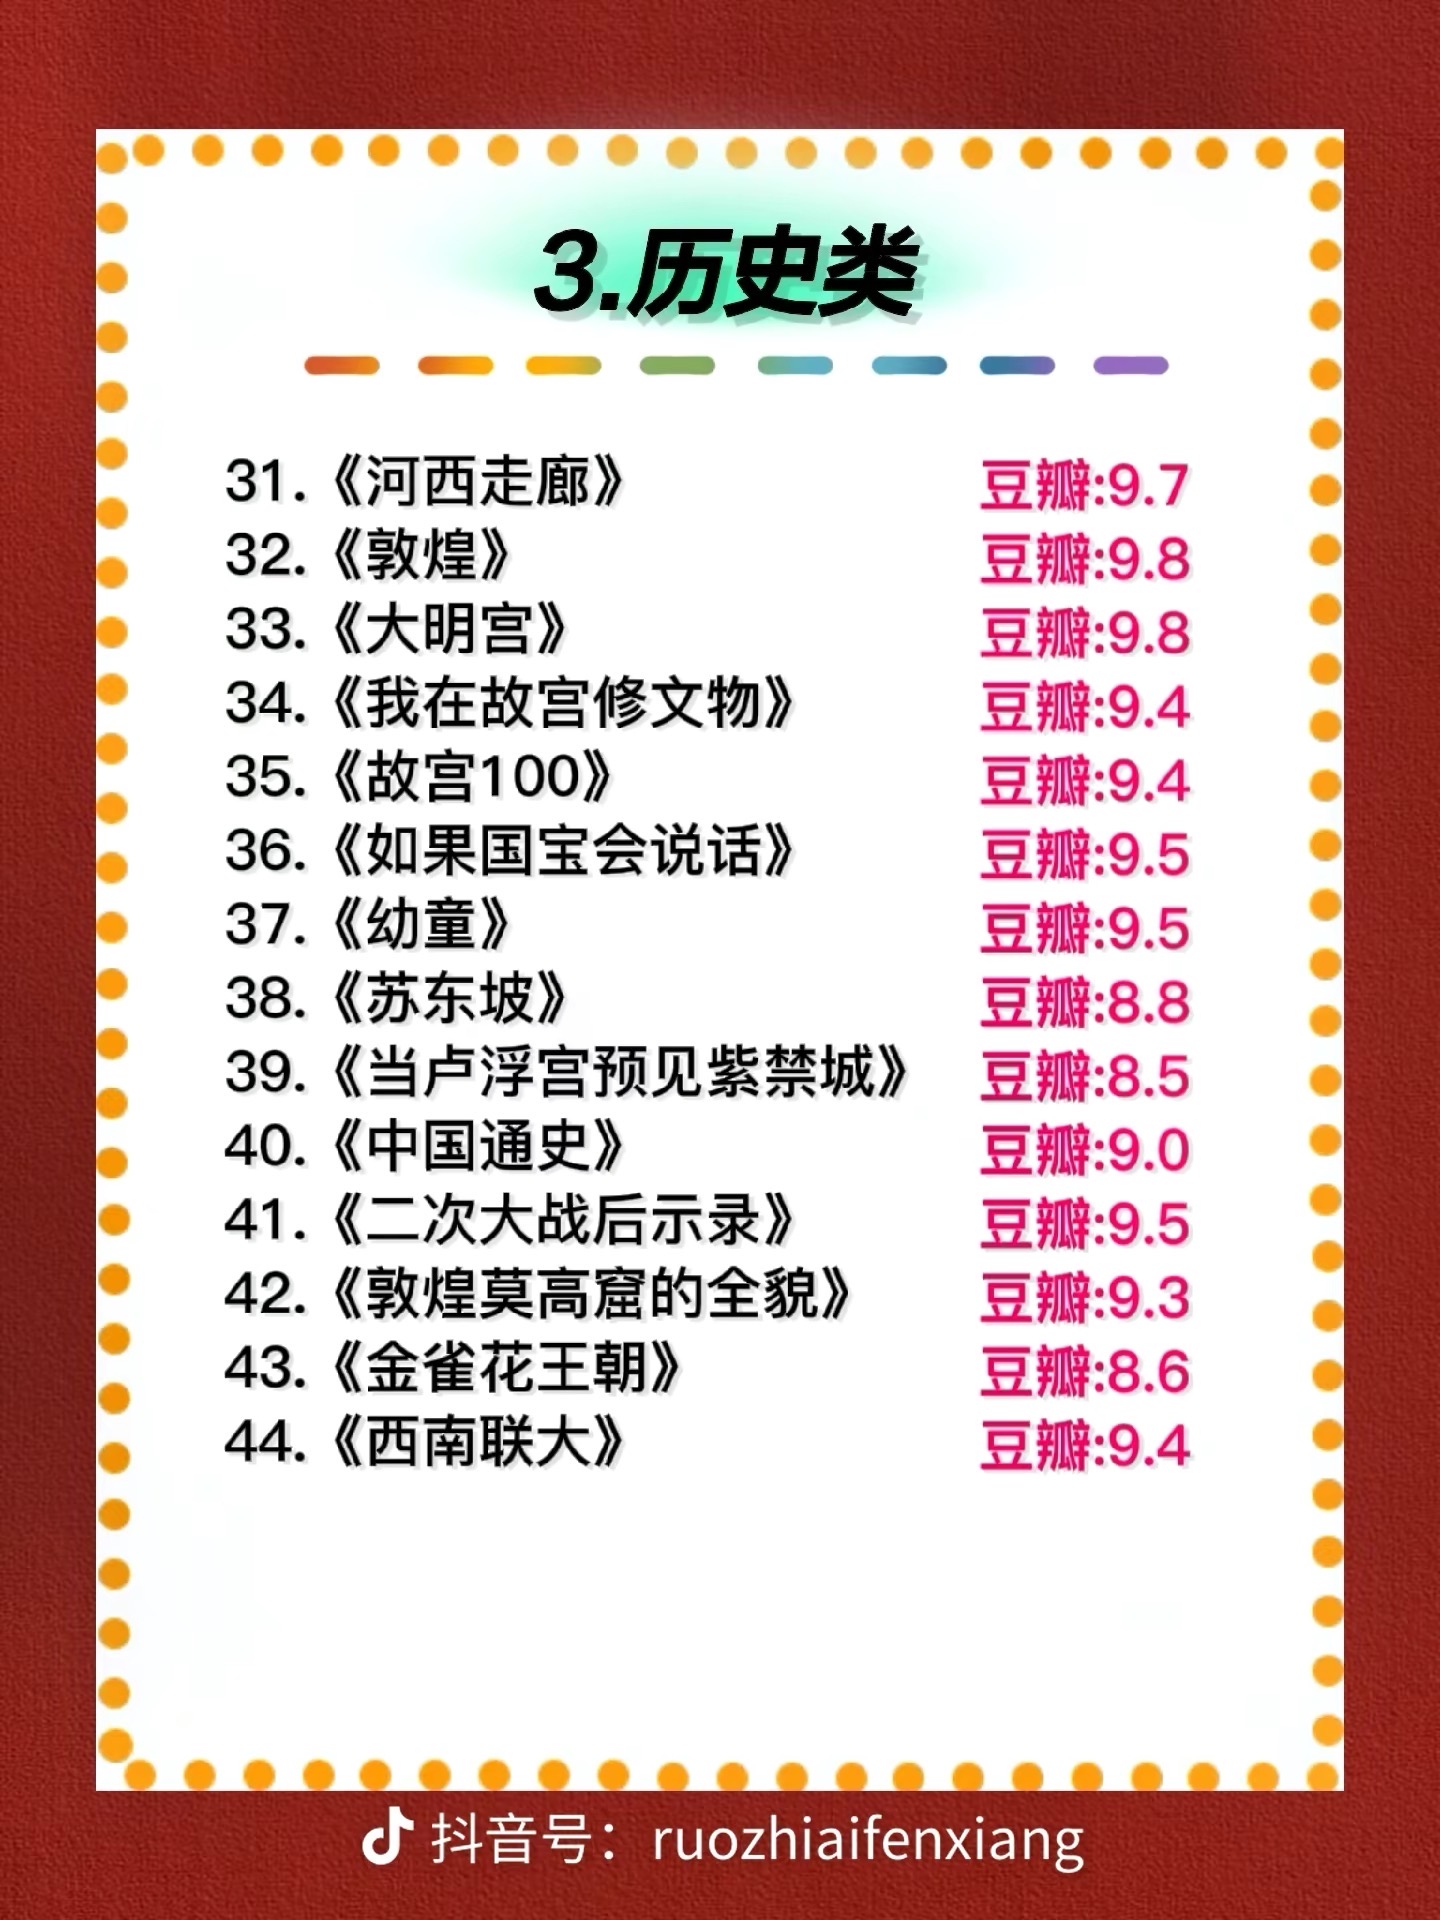 3.历史类
31.《河西走廊》 豆瓣:9.7
32.《敦煌》 豆瓣:9.8
33.《大明宫》 豆瓣:9.8
34.《我在故宫修文物》 豆瓣:9.4
35.《故宫100》 豆瓣:9.4
36.《如果国宝会说话》 豆瓣:9.5
37.《幼童》 豆瓣:9.5
38.《苏东坡》 豆瓣:8.8
39.《当卢浮宫预见紫禁城》 豆瓣:8.5
40.《中国通史》 豆瓣:9.0
41.《二次大战后示录》 豆瓣:9.5
42.《敦煌莫高窟的全貌》 豆瓣:9.3
43.《金雀花王朝》 豆瓣:8.6
44.《西南联大》 豆瓣:9.4
抖音号：ruozhiaifenxiang